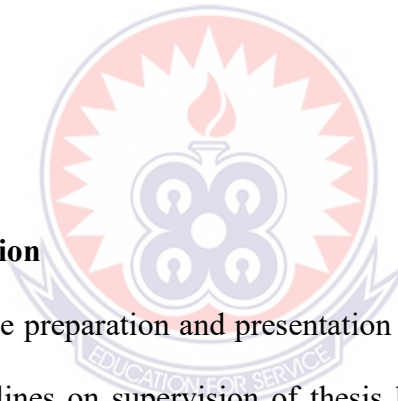 ion
e preparation and presentation
lines on supervision of thesis
EDUCATION FOR SERVICE